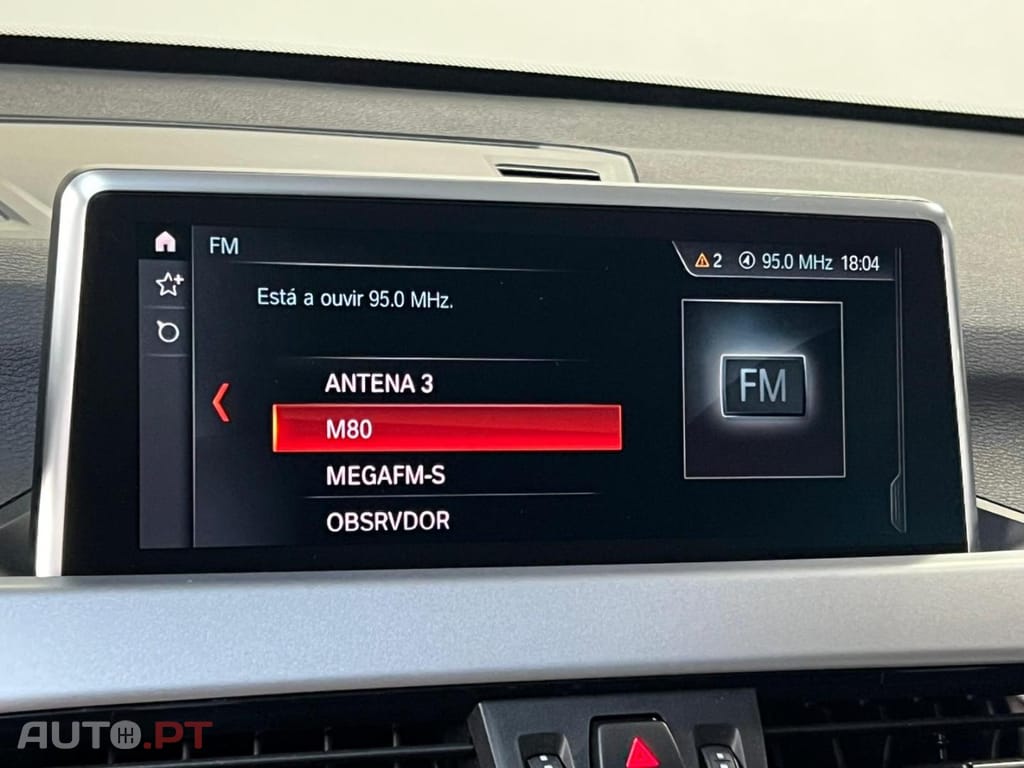 FM
2 4 95.0 MHz 18:04
Está a ouvir 95.0 MHz.
FM
ANTENA 3
M80
MEGAFM-S
OBSRVDOR
AUTO.PT